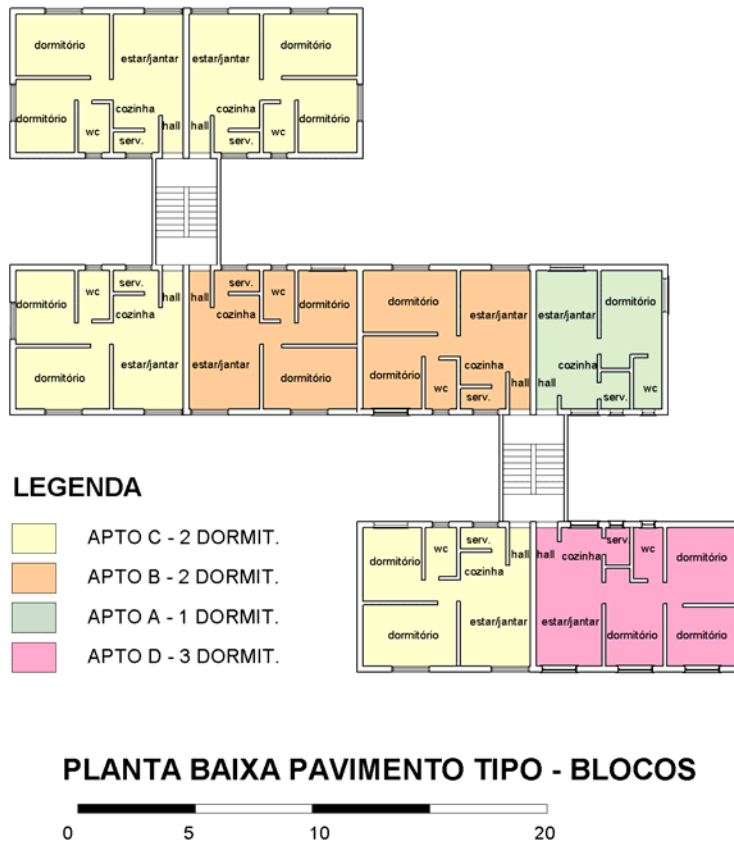 dormitório
estar/jantar
estar/jantar
dormitório
dormitório
wc
cozinha
serv.
hall
hall
cozinha
serv.
wc
dormitório
dormitório
wc
serv.
cozinha
hall
hall
serv.
cozinha
wc
dormitório
dormitório
estar/jantar
estar/jantar
dormitório
dormitório
estar/jantar
dormitório
wc
cozinha
serv.
hall
estar/jantar
dormitório
hall
cozinha
serv.
wc
LEGENDA
APTO C - 2 DORMIT.
APTO B - 2 DORMIT.
APTO A - 1 DORMIT.
APTO D - 3 DORMIT.
dormitório
wc
serv.
cozinha
hall
hall
cozinha
serv.
wc
dormitório
dormitório
estar/jantar
estar/jantar
dormitório
dormitório
PLANTA BAIXA PAVIMENTO TIPO - BLOCOS
0 5 10 20